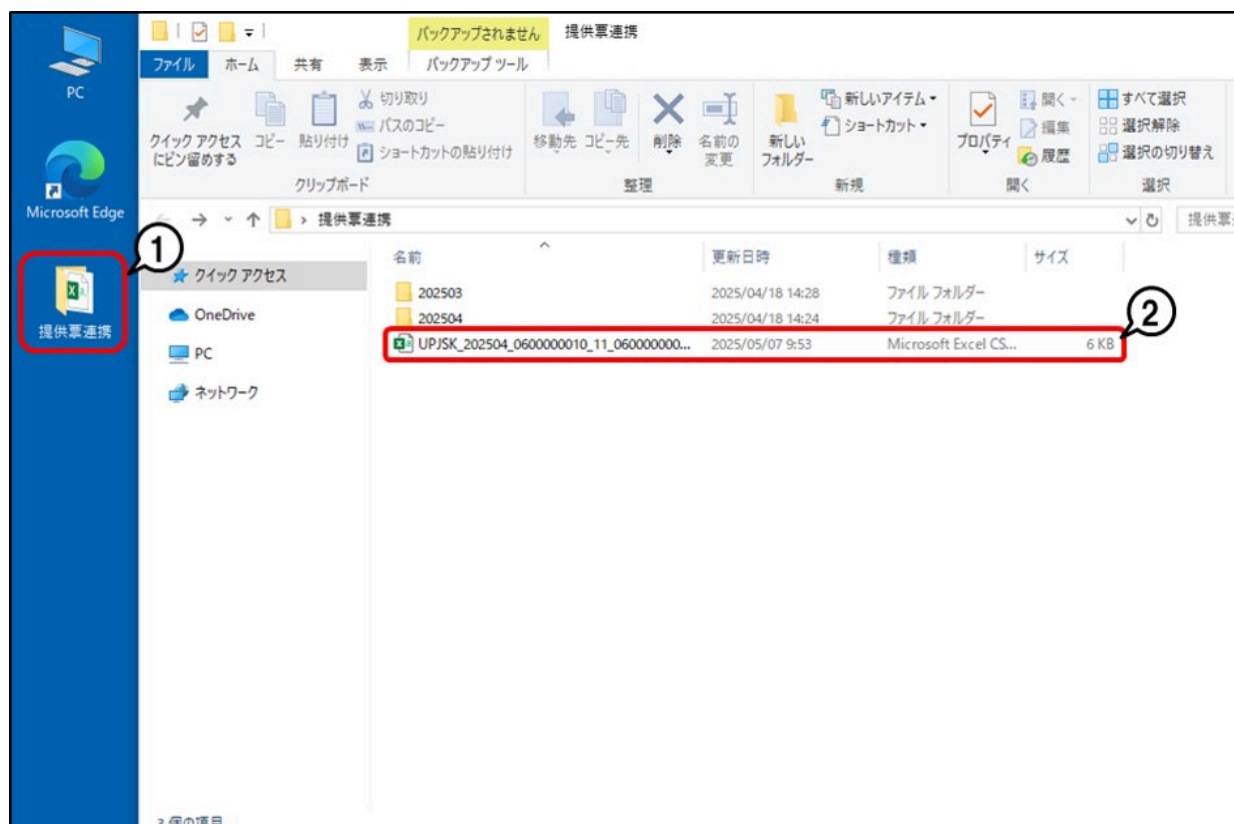 PC
Microsoft Edge
①
提供票連携
バックアップされません 提供票連携
ファイル ホーム 共有 表示 バックアップ ツール
クイック アクセス
にピン留めする
コピー
貼り付け
切り取り
パスのコピー
ショートカットの貼り付け
クリップボード
移動先
コピー先
削除
名前の
変更
整理
新しい
フォルダー
新しいアイテム
ショートカット
新規
プロパティ
開く
編集
履歴
開く
すべて選択
選択解除
選択の切り替え
選択
提供票連携
提供票
クイック アクセス
OneDrive
PC
ネットワーク
名前 更新日時 種類 サイズ
202503 2025/04/18 14:28 ファイル フォルダー
202504 2025/04/18 14:24 ファイル フォルダー
②
UPJSK_202504_0600000010_11_060000000... 2025/05/07 9:53 Microsoft Excel CS... 6 KB
3 個の項目